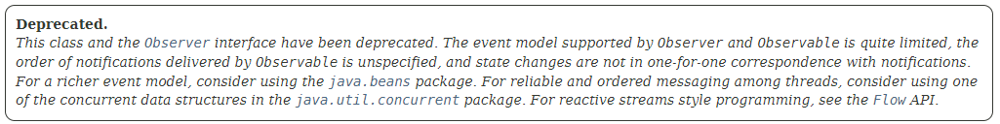 Deprecated.
This class and the Observer interface have been deprecated. The event model supported by Observer and Observable is quite limited, the
order of notifications delivered by Observable is unspecified, and state changes are not in one-for-one correspondence with notifications.
For a richer event model, consider using the java.beans package. For reliable and ordered messaging among threads, consider using one
of the concurrent data structures in the java.util.concurrent package. For reactive streams style programming, see the Flow API.